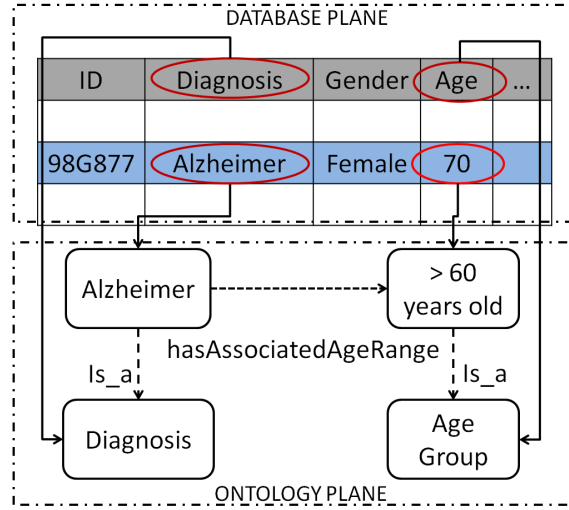 DATABASE PLANE
ID Diagnosis Gender Age ...
98G877 Alzheimer Female 70
Alzheimer
> 60
years old
hasAssociatedAgeRange
Is_a Is_a
Diagnosis
Age
Group
ONTOLOGY PLANE